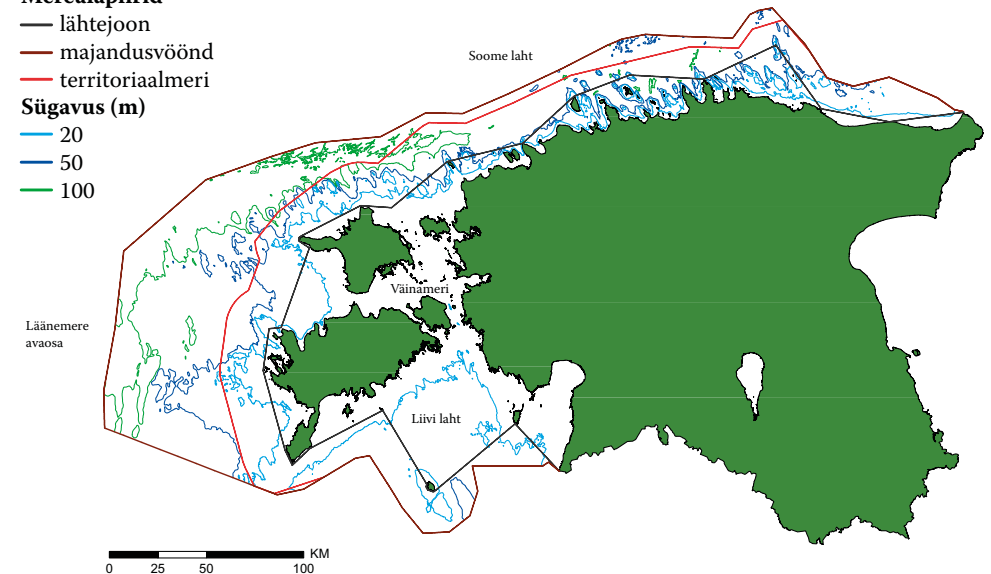 lähtejoon
majandusvöönd
territoriaalmeri
Sügavus (m)
20
50
100
Soome laht
Väinameri
Läänemere
avaosa
Liivi laht
KM
0 25 50 100